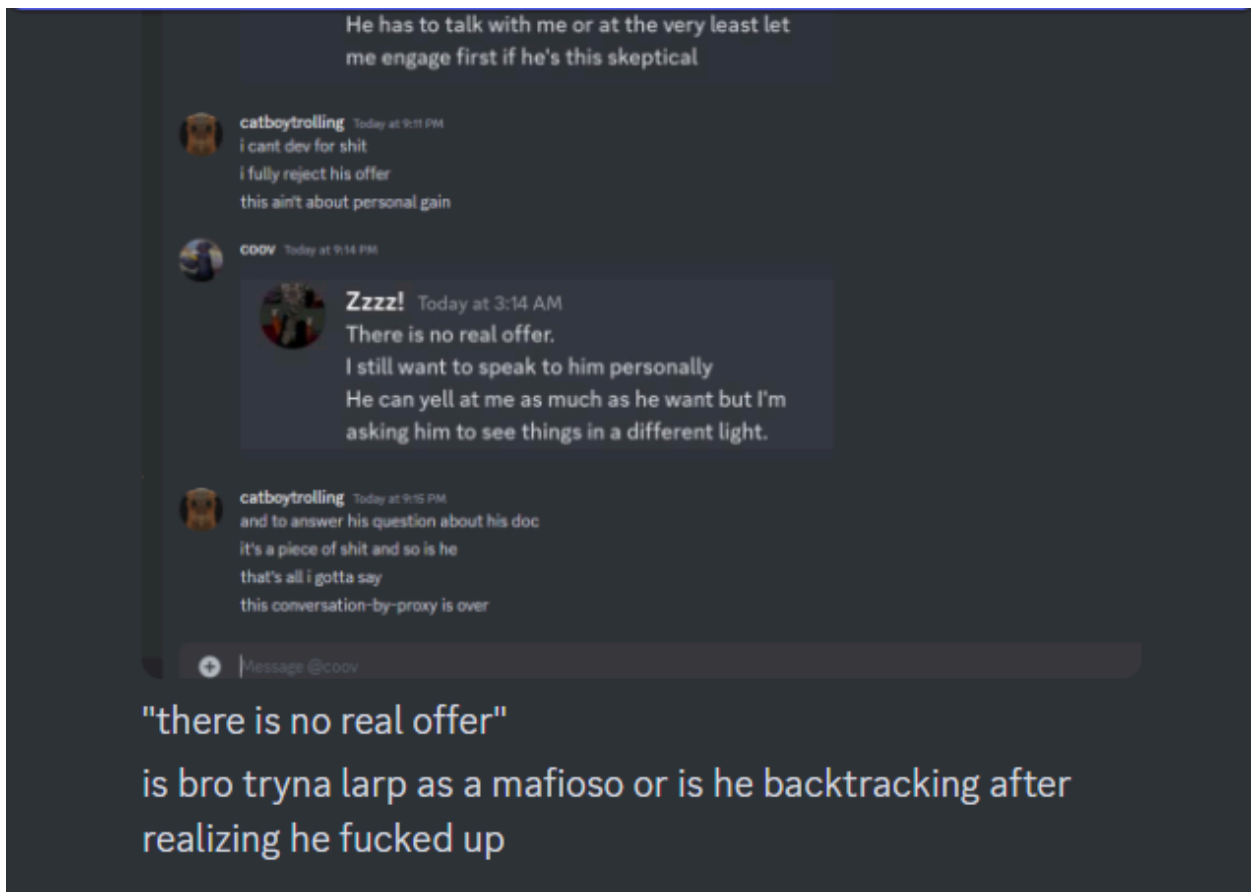 He has to talk with me or at the very least let
me engage first if he's this skeptical
catboytrolling Today at 9:11 PM
i cant dev for shit
i fully reject his offer
this ain't about personal gain
coov Today at 9:14 PM
Zzzz! Today at 3:14 AM
There is no real offer.
I still want to speak to him personally
He can yell at me as much as he want but I'm
asking him to see things in a different light.
catboytrolling Today at 9:15 PM
and to answer his question about his doc
it's a piece of shit and so is he
that's all i gotta say
this conversation-by-proxy is over
Message @coov
"there is no real offer"
is bro tryna larp as a mafioso or is he backtracking after
realizing he fucked up